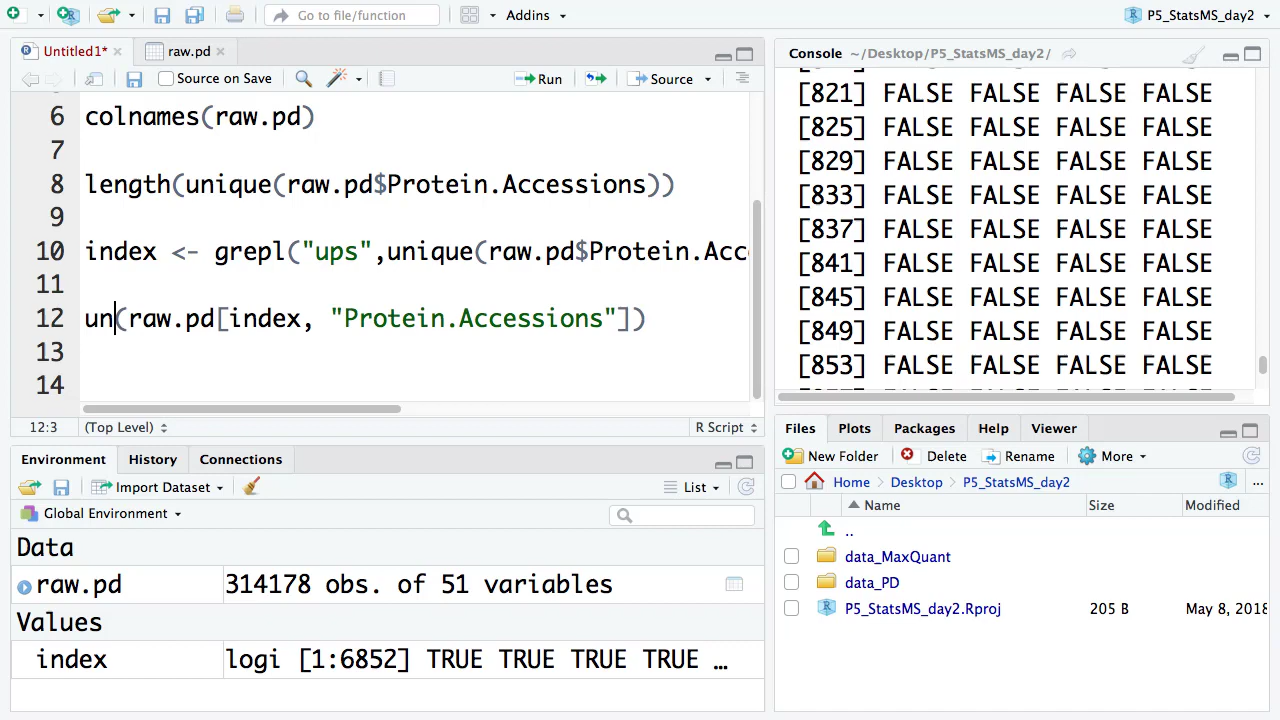 Go to file/function
Addins
P5_StatsMS_day2
Untitled1*
raw.pd
Source on Save
Run
Source
6 colnames(raw.pd)
7
8 length(unique(raw.pd$Protein.Accessions))
9
10 index <- grepl("ups",unique(raw.pd$Protein.Acc
11
12 un(raw.pd[index, "Protein.Accessions"])
13
14
12:3 (Top Level) R Script
Environment History Connections
Import Dataset List
Global Environment
Data
raw.pd 314178 obs. of 51 variables
Values
index logi [1:6852] TRUE TRUE TRUE TRUE …
Console ~/Desktop/P5_StatsMS_day2/
[821] FALSE FALSE FALSE FALSE
[825] FALSE FALSE FALSE FALSE
[829] FALSE FALSE FALSE FALSE
[833] FALSE FALSE FALSE FALSE
[837] FALSE FALSE FALSE FALSE
[841] FALSE FALSE FALSE FALSE
[845] FALSE FALSE FALSE FALSE
[849] FALSE FALSE FALSE FALSE
[853] FALSE FALSE FALSE FALSE
Files Plots Packages Help Viewer
New Folder Delete Rename More
Home Desktop P5_StatsMS_day2 ...
Name Size Modified
..
data_MaxQuant
data_PD
P5_StatsMS_day2.Rproj 205 B May 8, 2018